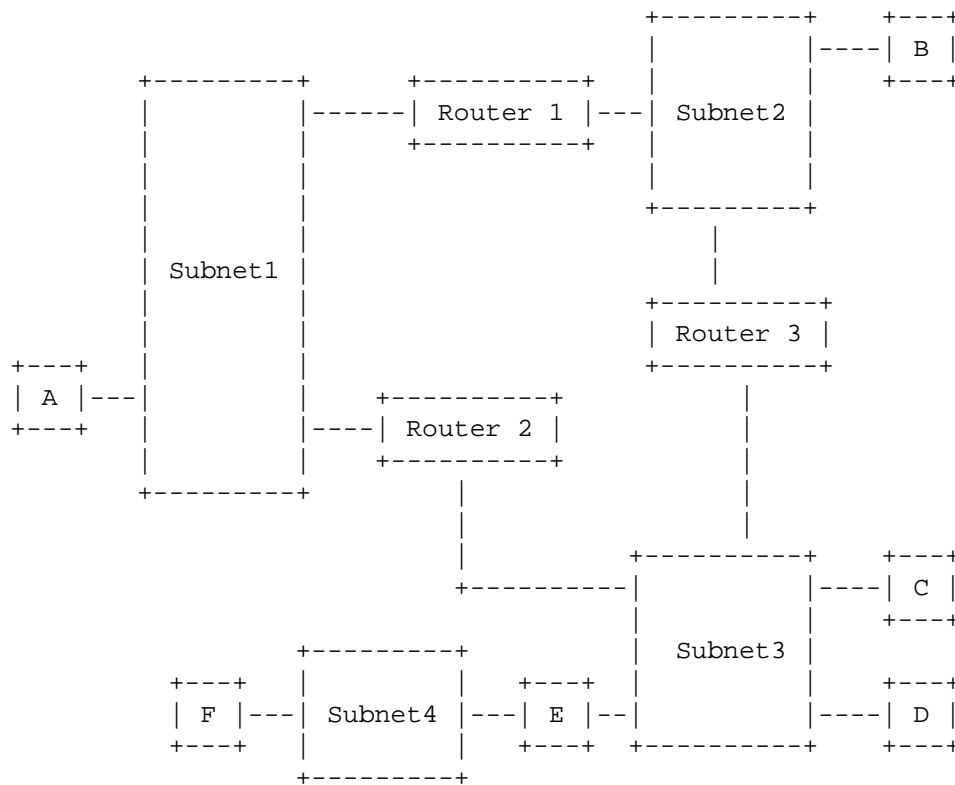 B
Router 1
Subnet2
Subnet1
Router 3
A
Router 2
C
Subnet3
F
Subnet4
E
D